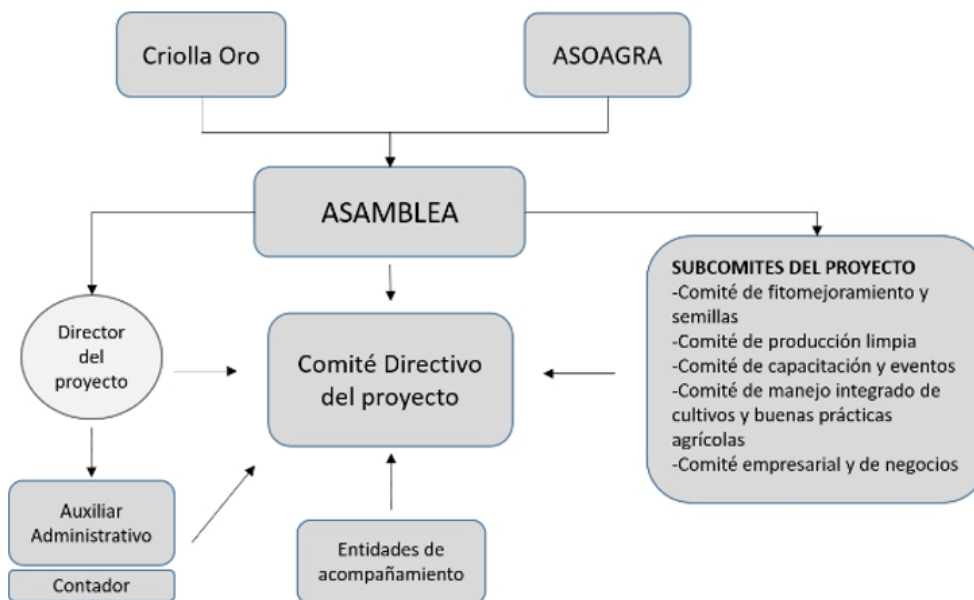 Criolla Oro
ASOAGRA
ASAMBLEA
Director
del
proyecto
Comité Directivo
del proyecto
SUBCOMITES DEL PROYECTO
-Comité de fitomejoramiento y
semillas
-Comité de producción limpia
-Comité de capacitación y eventos
-Comité de manejo integrado de
cultivos y buenas prácticas
agrícolas
-Comité empresarial y de negocios
Auxiliar
Administrativo
Contador
Entidades de
acompañamiento